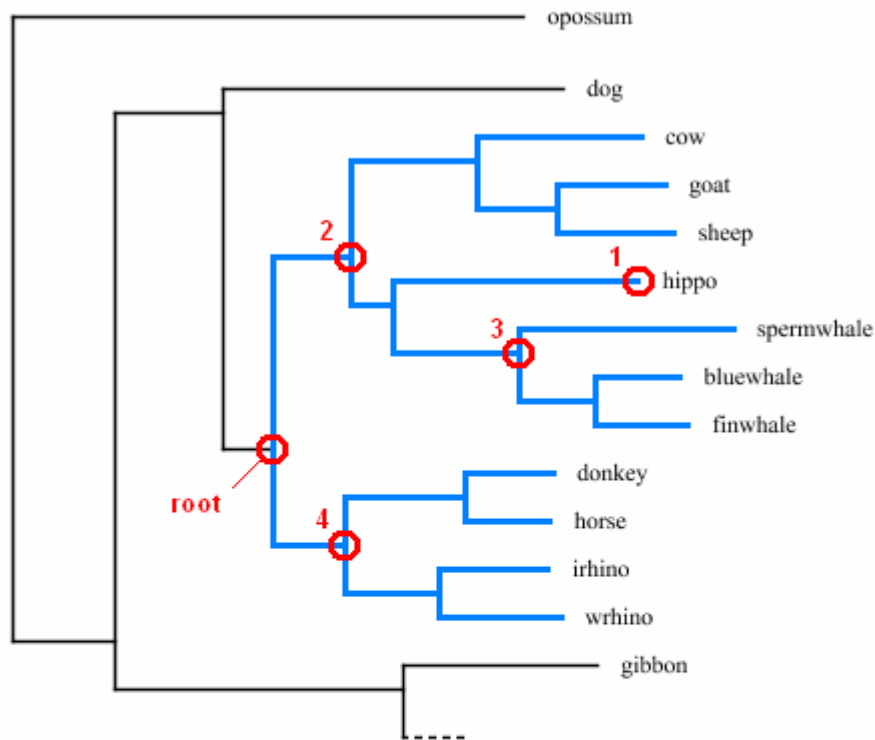 opossum
dog
cow
2
goat
sheep
1
hippo
3
spermwhale
bluewhale
finwhale
donkey
root
horse
4
irhino
wrhino
gibbon